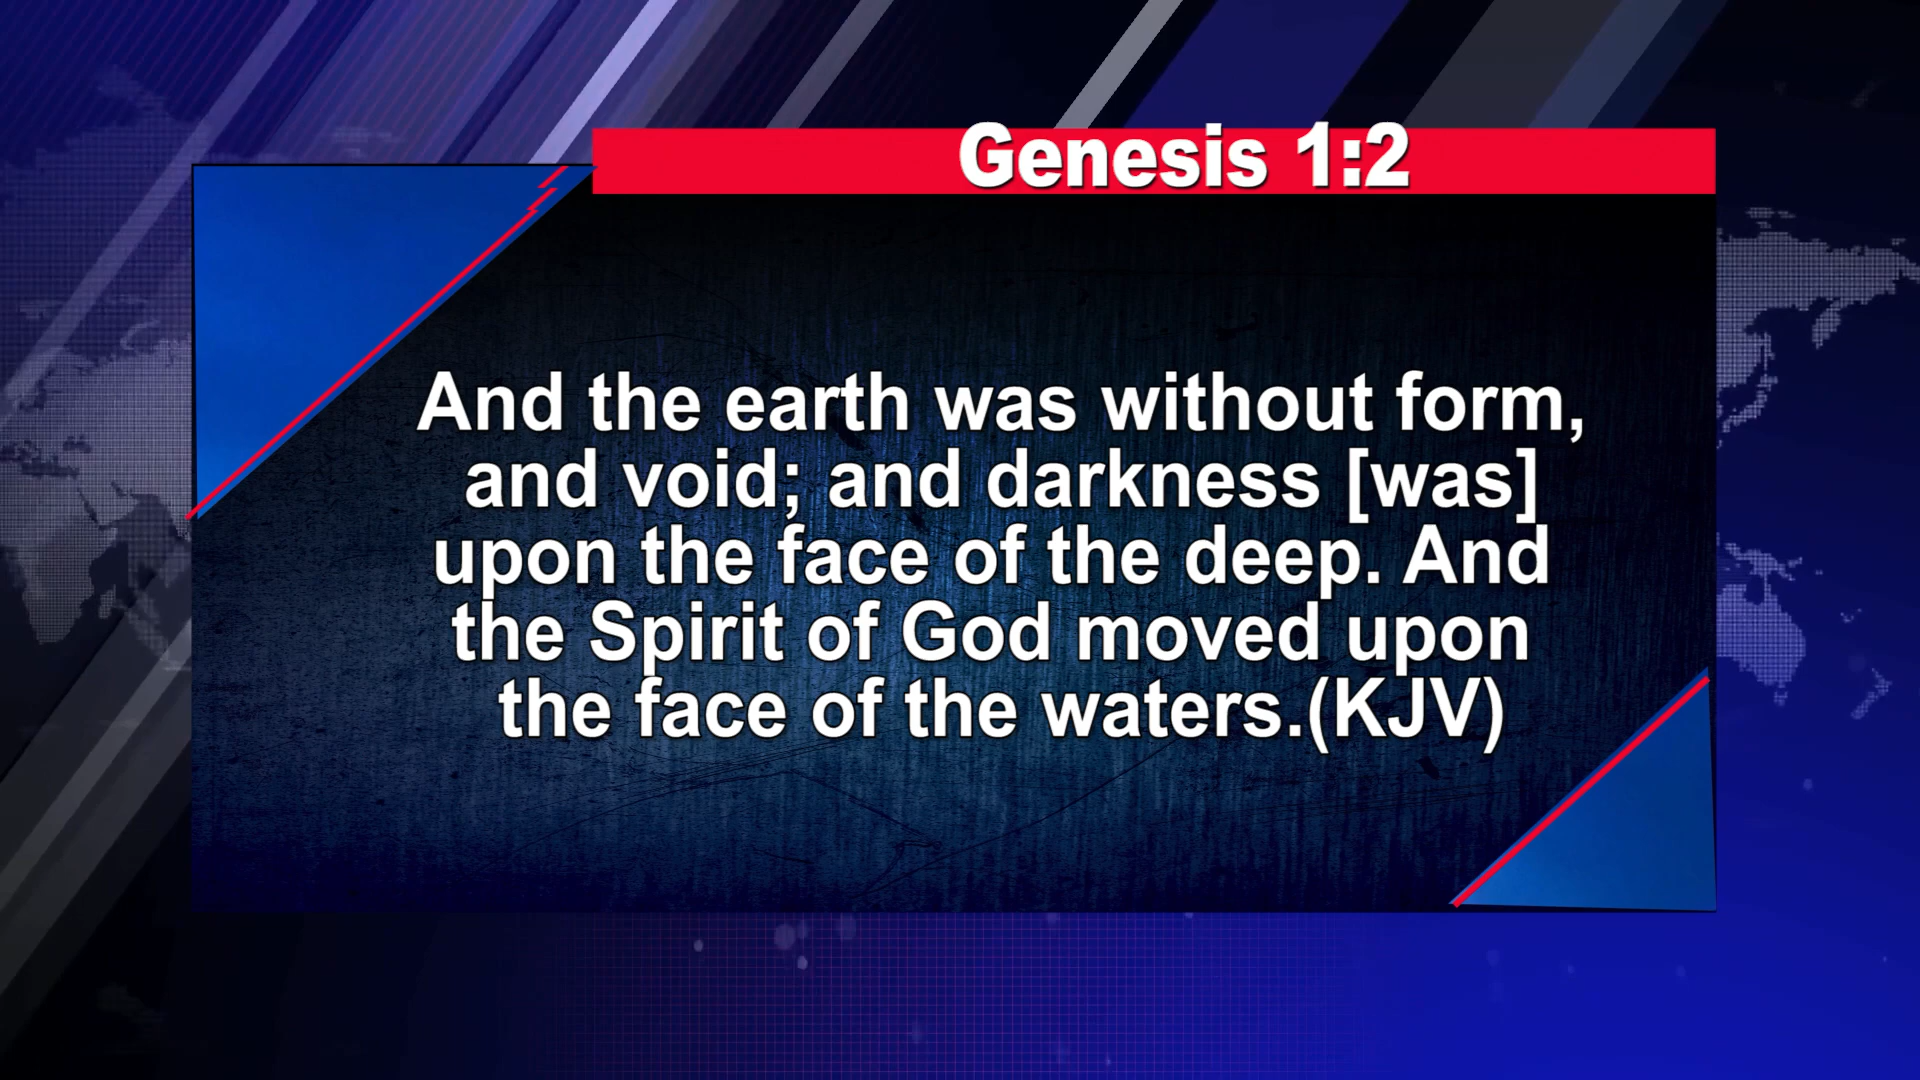 Genesis 1:2
And the earth was without form,
and void; and darkness [was]
upon the face of the deep. And
the Spirit of God moved upon
the face of the waters.(KJV)